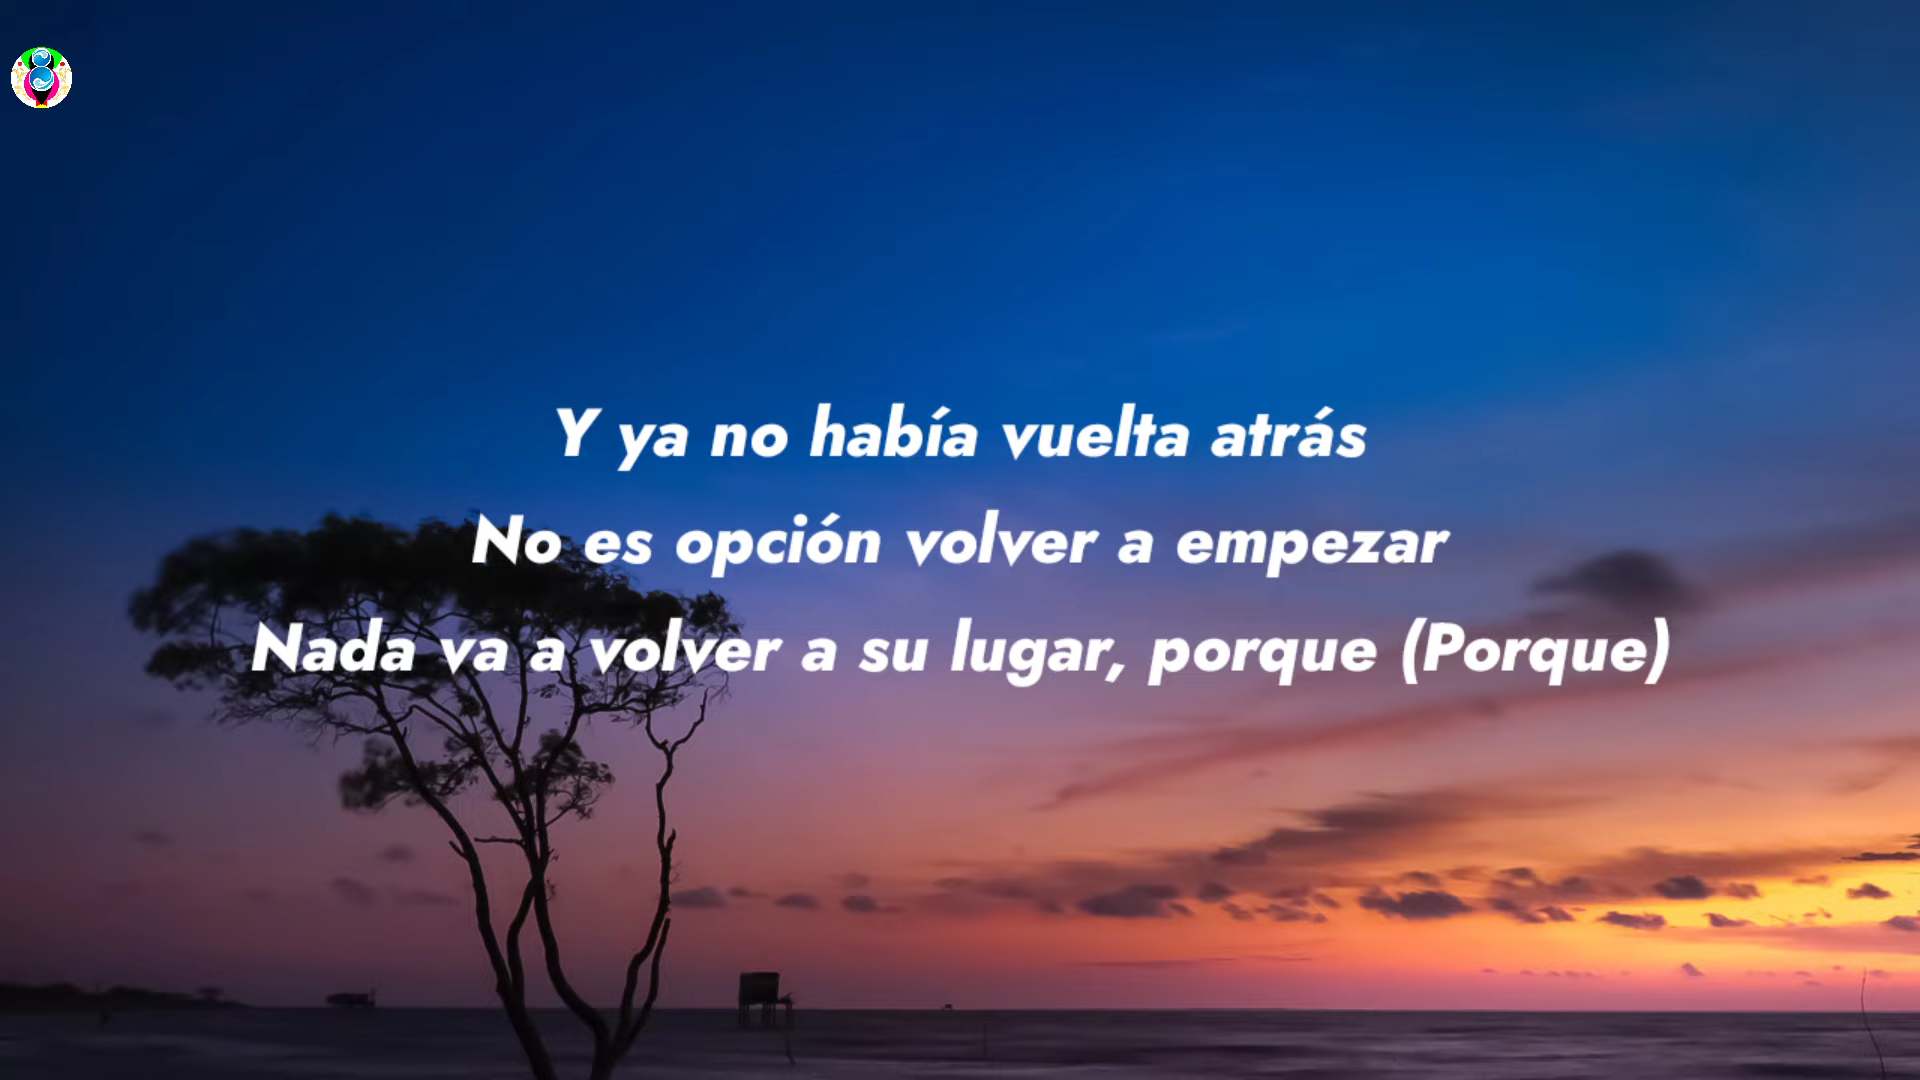 Y ya no había vuelta atrás
No es opción volver a empezar
Nada va a volver a su lugar, porque (Porque)